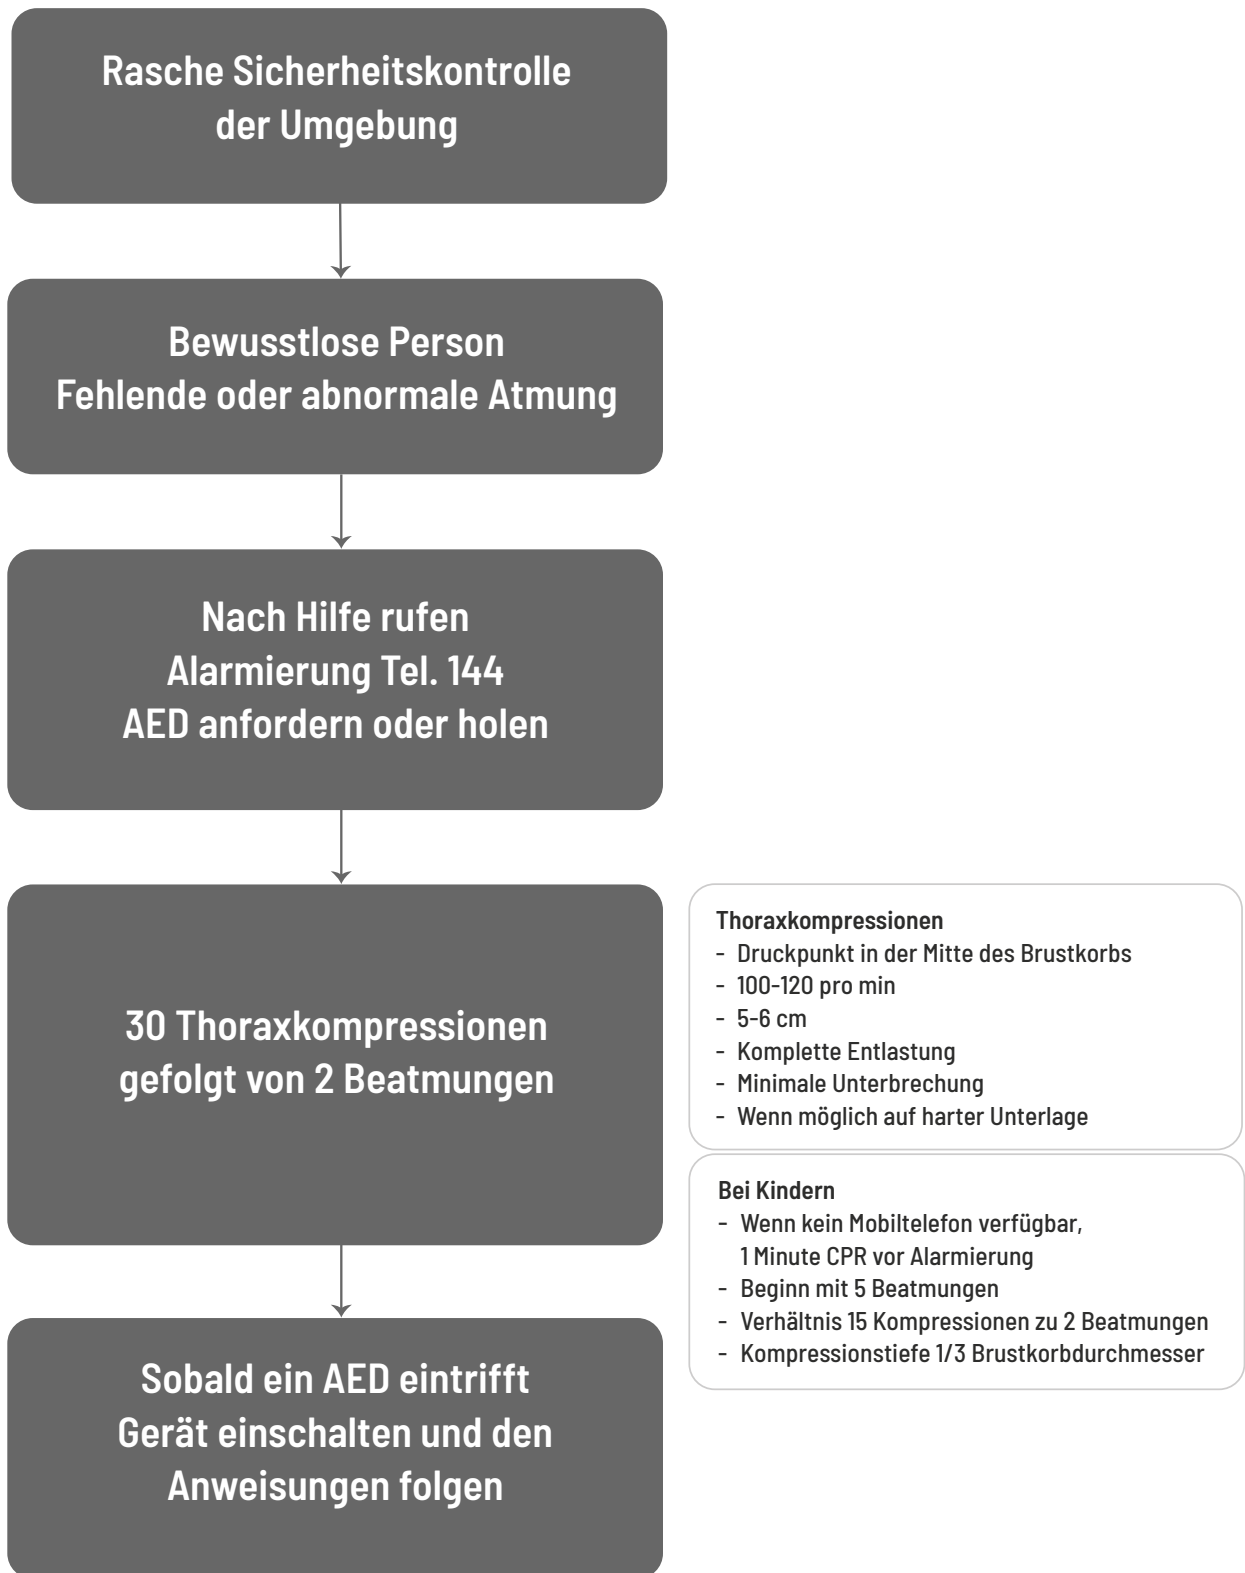 Rasche Sicherheitskontrolle
der Umgebung
Bewusstlose Person
Fehlende oder abnormale Atmung
Nach Hilfe rufen
Alarmierung Tel. 144
AED anfordern oder holen
30 Thoraxkompressionen
gefolgt von 2 Beatmungen
Thoraxkompressionen
- Druckpunkt in der Mitte des Brustkorbs
- 100-120 pro min
- 5-6 cm
- Komplette Entlastung
- Minimale Unterbrechung
- Wenn möglich auf harter Unterlage
Bei Kindern
- Wenn kein Mobiltelefon verfügbar,
1 Minute CPR vor Alarmierung
- Beginn mit 5 Beatmungen
- Verhältnis 15 Kompressionen zu 2 Beatmungen
- Kompressionstiefe 1/3 Brustkorbdurchmesser
Sobald ein AED eintrifft
Gerät einschalten und den
Anweisungen folgen